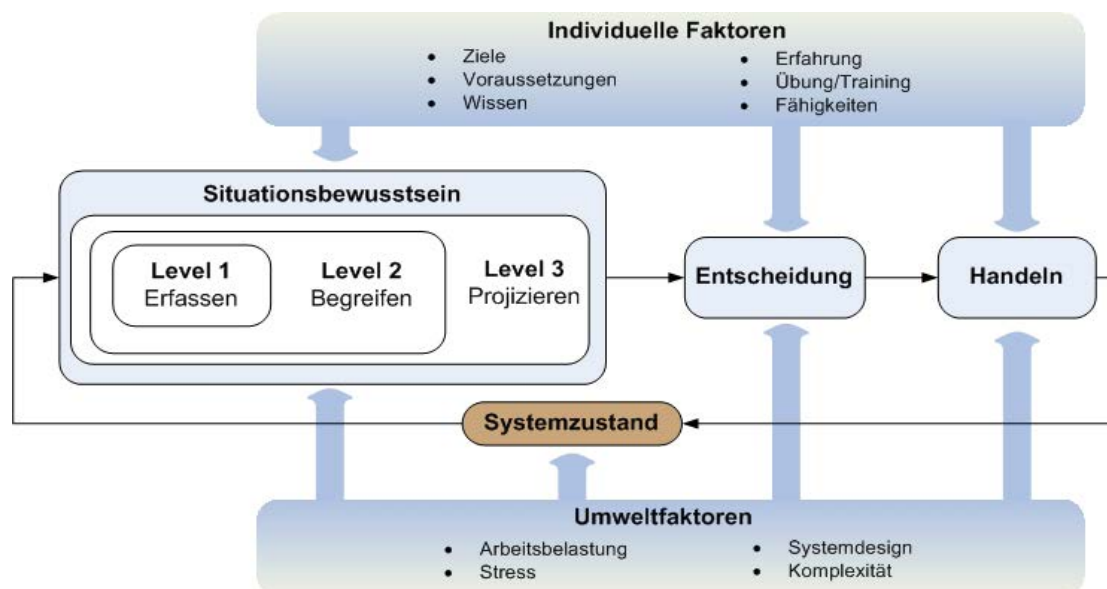 Individuelle Faktoren
• Ziele
• Voraussetzungen
• Wissen
• Erfahrung
• Übung/Training
• Fähigkeiten
Situationsbewusstsein
Level 1
Erfassen
Level 2
Begreifen
Level 3
Projizieren
Entscheidung
Handeln
Systemzustand
Umweltfaktoren
• Arbeitsbelastung
• Stress
• Systemdesign
• Komplexität